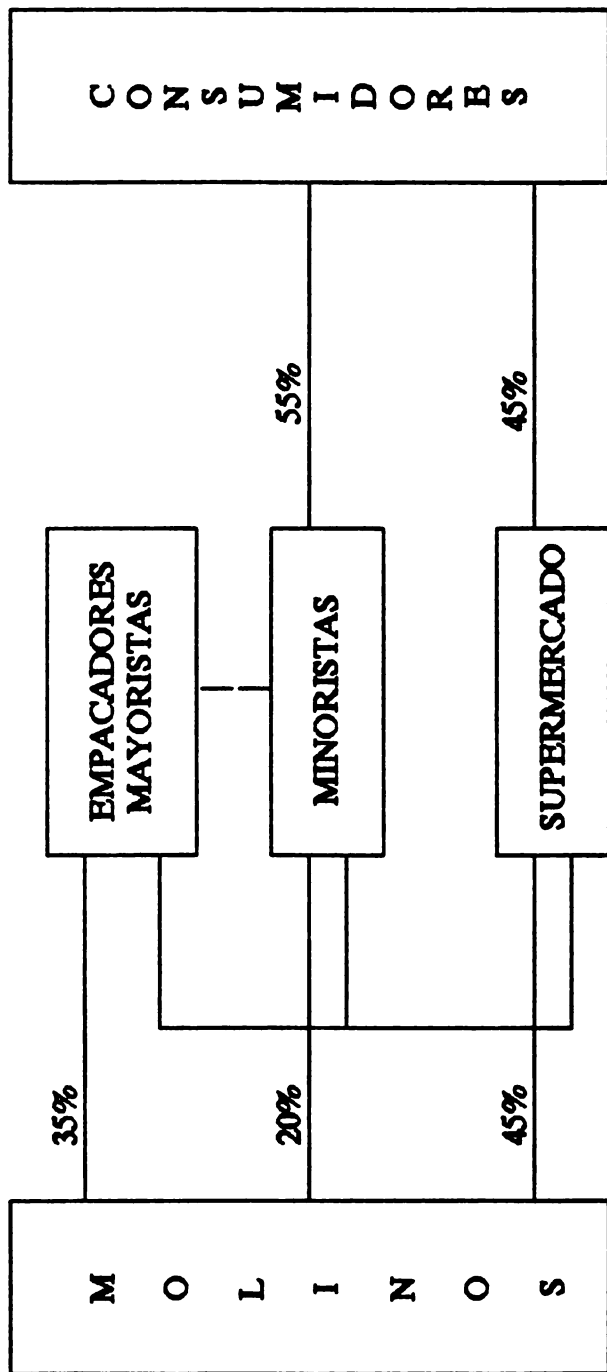 MOLINOS
35%
20%
45%
EMPACADORES
MAYORISTAS
MINORISTAS
SUPERMERCADO
55%
45%
CONSUMIDORES